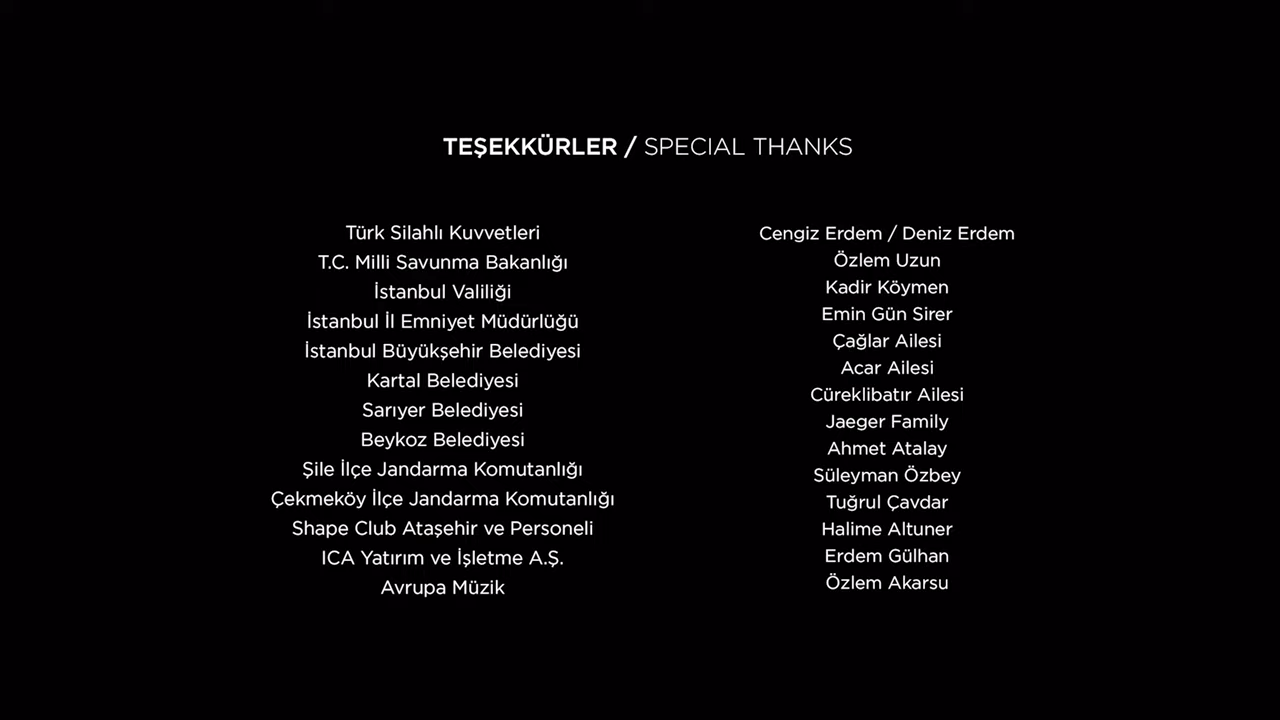 TEŞEKKÜRLER / SPECIAL THANKS
Türk Silahlı Kuvvetleri
T.C. Milli Savunma Bakanlığı
İstanbul Valiliği
İstanbul İl Emniyet Müdürlüğü
İstanbul Büyükşehir Belediyesi
Kartal Belediyesi
Sarıyer Belediyesi
Beykoz Belediyesi
Şile İlçe Jandarma Komutanlığı
Çekmeköy İlçe Jandarma Komutanlığı
Shape Club Ataşehir ve Personeli
ICA Yatırım ve İşletme A.Ş.
Avrupa Müzik
Cengiz Erdem / Deniz Erdem
Özlem Uzun
Kadir Köymen
Emin Gün Sirer
Çağlar Ailesi
Acar Ailesi
Cüreklibatır Ailesi
Jaeger Family
Ahmet Atalay
Süleyman Özbey
Tuğrul Çavdar
Halime Altuner
Erdem Gülhan
Özlem Akarsu